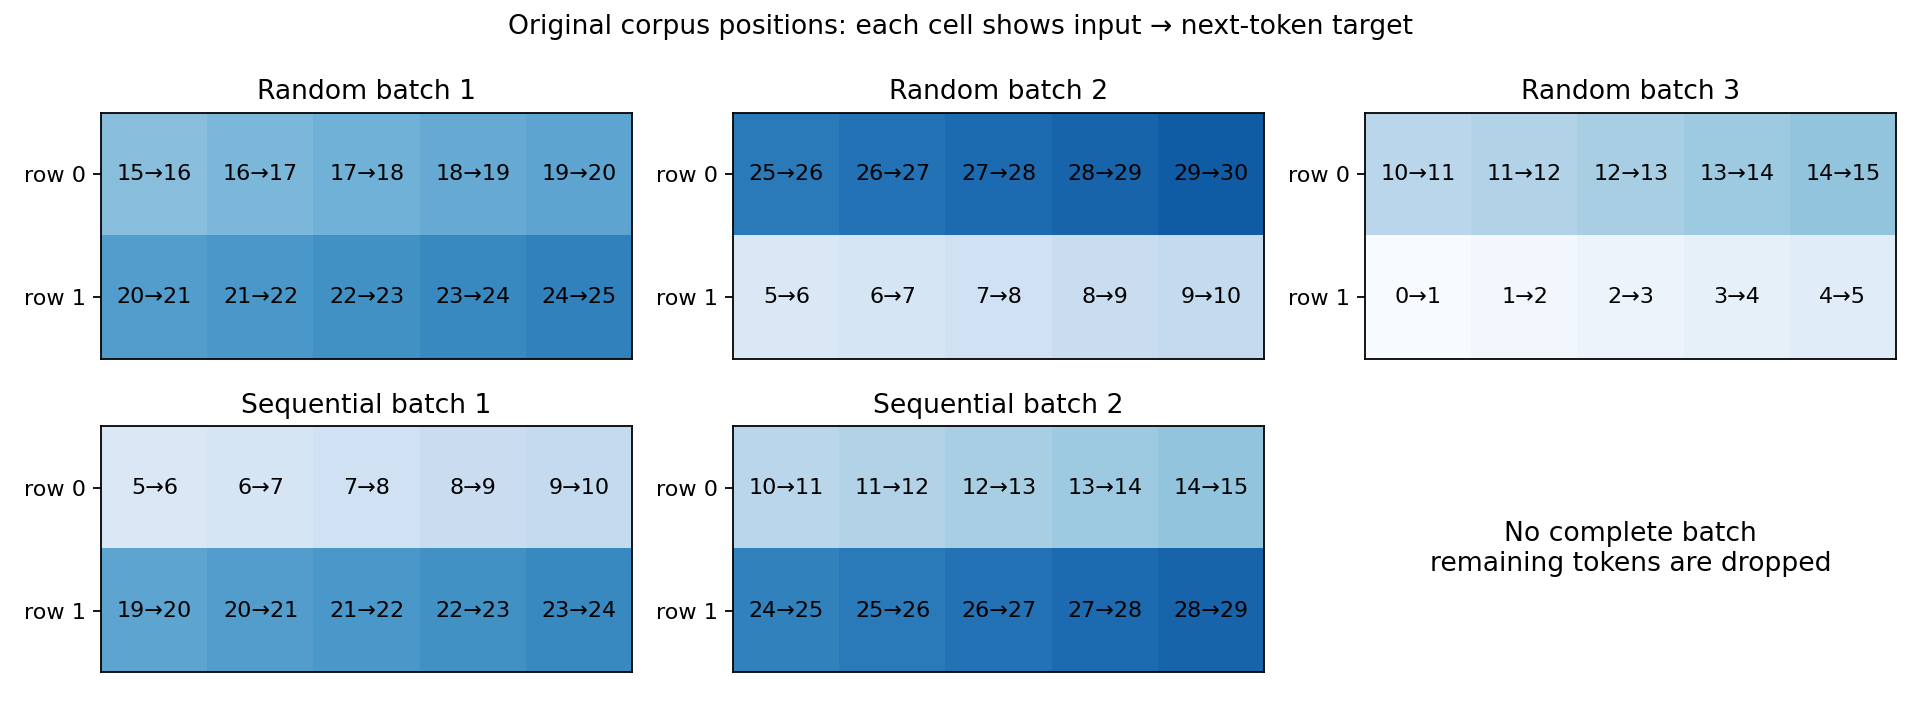 Original corpus positions: each cell shows input → next-token target
Random batch 1
row 0 15→16 16→17 17→18 18→19 19→20
row 1 20→21 21→22 22→23 23→24 24→25
Random batch 2
row 0 25→26 26→27 27→28 28→29 29→30
row 1 5→6 6→7 7→8 8→9 9→10
Random batch 3
row 0 10→11 11→12 12→13 13→14 14→15
row 1 0→1 1→2 2→3 3→4 4→5
Sequential batch 1
row 0 5→6 6→7 7→8 8→9 9→10
row 1 19→20 20→21 21→22 22→23 23→24
Sequential batch 2
row 0 10→11 11→12 12→13 13→14 14→15
row 1 24→25 25→26 26→27 27→28 28→29
No complete batch
remaining tokens are dropped